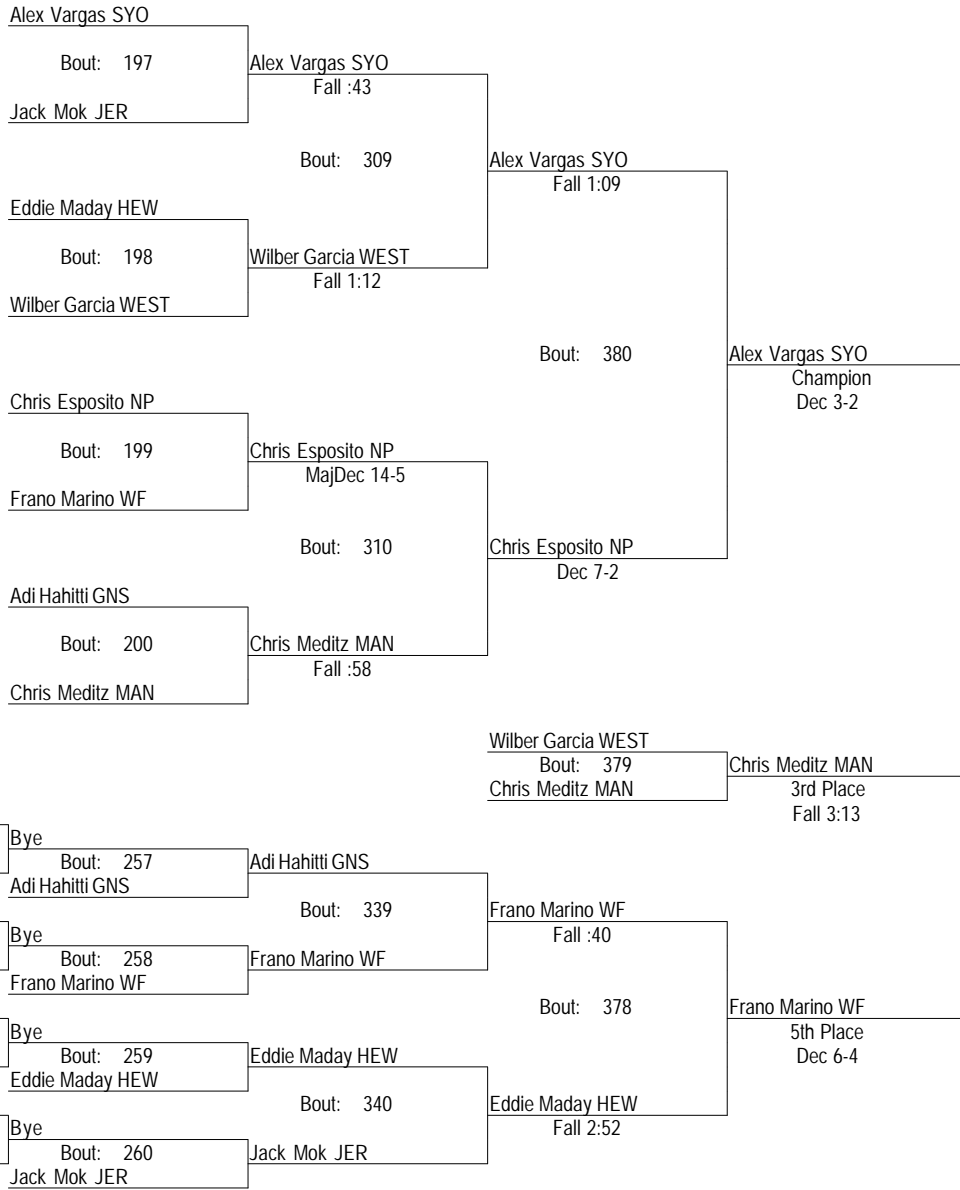 Alex Vargas SYO
Bout: 197
Alex Vargas SYO
Fall :43
Jack Mok JER
Bout: 309
Alex Vargas SYO
Fall 1:09
Eddie Maday HEW
Bout: 198
Wilber Garcia WEST
Fall 1:12
Wilber Garcia WEST
Bout: 380
Alex Vargas SYO
Champion
Dec 3-2
Chris Esposito NP
Bout: 199
Chris Esposito NP
MajDec 14-5
Frano Marino WF
Bout: 310
Chris Esposito NP
Dec 7-2
Adi Hahitti GNS
Bout: 200
Chris Meditz MAN
Fall :58
Chris Meditz MAN
Wilber Garcia WEST
Bout: 379
Chris Meditz MAN
Chris Meditz MAN
3rd Place
Fall 3:13
Bye
Bout: 257
Adi Hahitti GNS
Adi Hahitti GNS
Bout: 339
Frano Marino WF
Fall :40
Bye
Bout: 258
Frano Marino WF
Frano Marino WF
Bout: 378
Frano Marino WF
5th Place
Dec 6-4
Bye
Bout: 259
Eddie Maday HEW
Eddie Maday HEW
Bout: 340
Eddie Maday HEW
Fall 2:52
Bye
Bout: 260
Jack Mok JER
Jack Mok JER